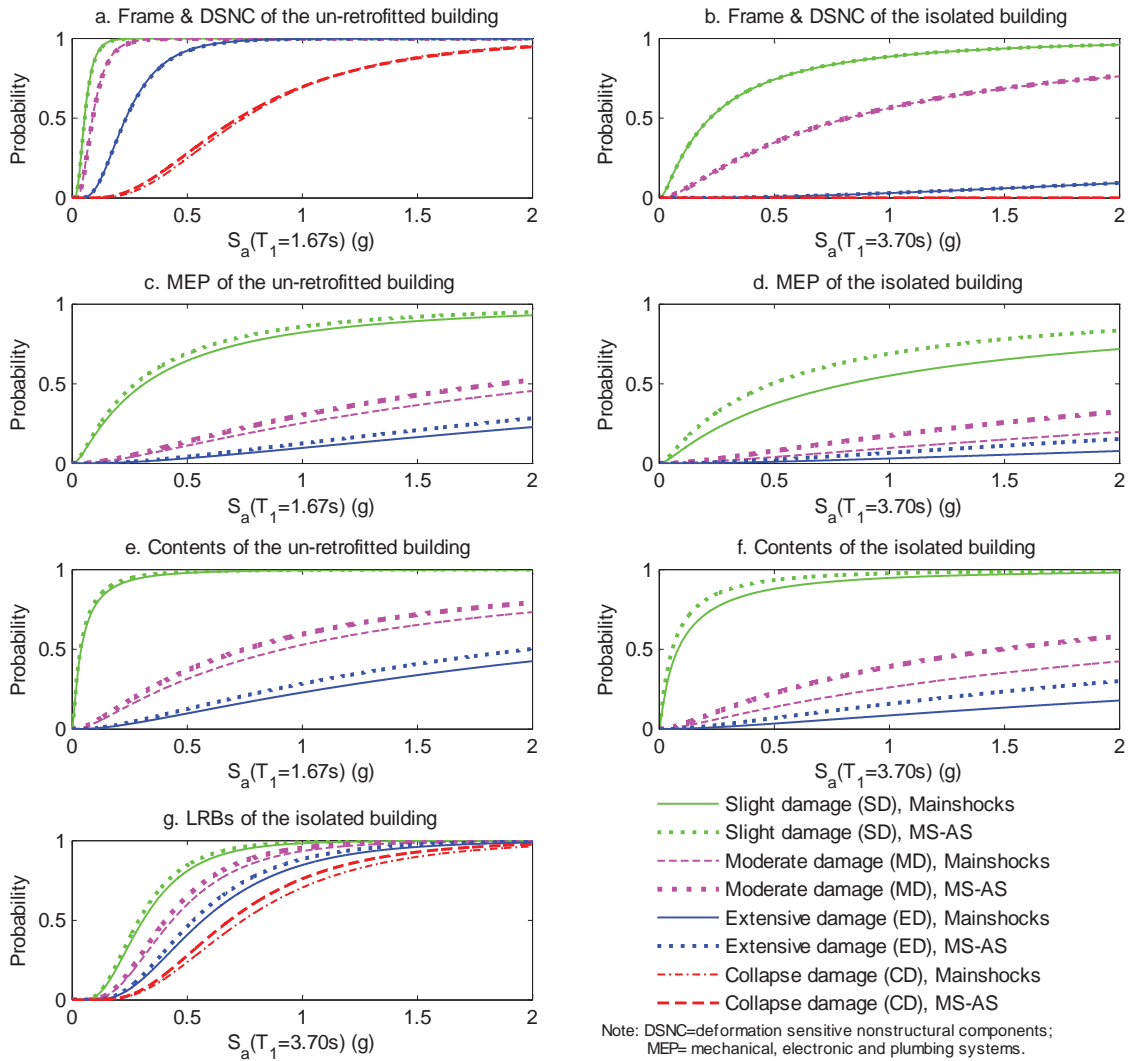 a. Frame & DSNC of the un-retrofitted building
1
0.5
0
Probability
0 0.5 1 1.5 2
S_a(T_1=1.67s) (g)
b. Frame & DSNC of the isolated building
1
0.5
0
Probability
0 0.5 1 1.5 2
S_a(T_1=3.70s) (g)
c. MEP of the un-retrofitted building
1
0.5
0
Probability
0 0.5 1 1.5 2
S_a(T_1=1.67s) (g)
d. MEP of the isolated building
1
0.5
0
Probability
0 0.5 1 1.5 2
S_a(T_1=3.70s) (g)
e. Contents of the un-retrofitted building
1
0.5
0
Probability
0 0.5 1 1.5 2
S_a(T_1=1.67s) (g)
f. Contents of the isolated building
1
0.5
0
Probability
0 0.5 1 1.5 2
S_a(T_1=3.70s) (g)
g. LRBs of the isolated building
1
0.5
0
Probability
0 0.5 1 1.5 2
S_a(T_1=3.70s) (g)
Slight damage (SD), Mainshocks
Slight damage (SD), MS-AS
Moderate damage (MD), Mainshocks
Moderate damage (MD), MS-AS
Extensive damage (ED), Mainshocks
Extensive damage (ED), MS-AS
Collapse damage (CD), Mainshocks
Collapse damage (CD), MS-AS
Note: DSNC=deformation sensitive nonstructural components;
MEP= mechanical, electronic and plumbing systems.